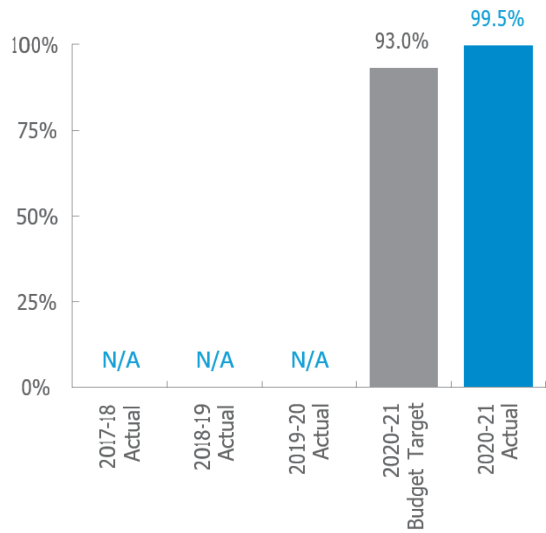 99.5%
93.0%
100%
75%
50%
25%
0%
N/A
N/A
N/A
2017-18
Actual
2018-19
Actual
2019-20
Actual
2020-21
Budget Target
2020-21
Actual